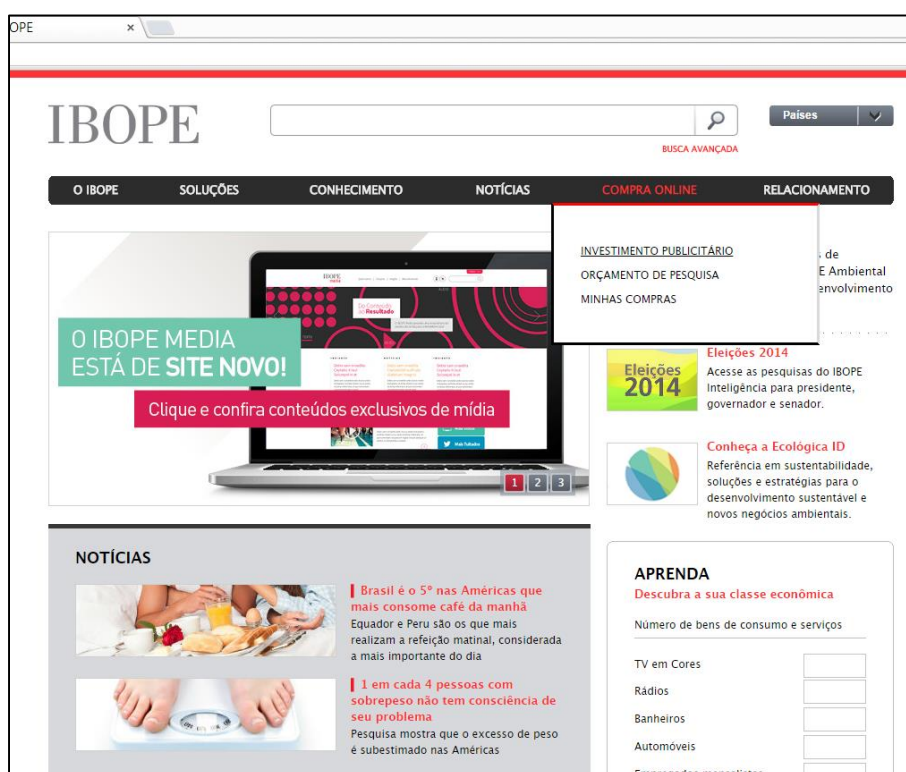 OPE
IBOPE
Países
BUSCA AVANÇADA
O IBOPE SOLUÇÕES CONHECIMENTO NOTÍCIAS COMPRA ONLINE RELACIONAMENTO
INVESTIMENTO PUBLICITÁRIO
ORÇAMENTO DE PESQUISA
MINHAS COMPRAS
de
E Ambiental
envolvimento
IBOPE
Do Conteúdo
ao Resultado
O IBOPE MEDIA
ESTÁ DE SITE NOVO!
Clique e confira conteúdos exclusivos de mídia
1 2 3
Eleições
2014
Eleições 2014
Acesse as pesquisas do IBOPE
Inteligência para presidente,
governador e senador.
Conheça a Ecológica ID
Referência em sustentabilidade,
soluções e estratégias para o
desenvolvimento sustentável e
novos negócios ambientais.
NOTÍCIAS
Brasil é o 5º nas Américas que
mais consome café da manhã
Equador e Peru são os que mais
realizam a refeição matinal, considerada
a mais importante do dia
1 em cada 4 pessoas com
sobrepeso não tem consciência de
seu problema
Pesquisa mostra que o excesso de peso
é subestimado nas Américas
APRENDA
Descubra a sua classe econômica
Número de bens de consumo e serviços
TV em Cores
Rádios
Banheiros
Automóveis